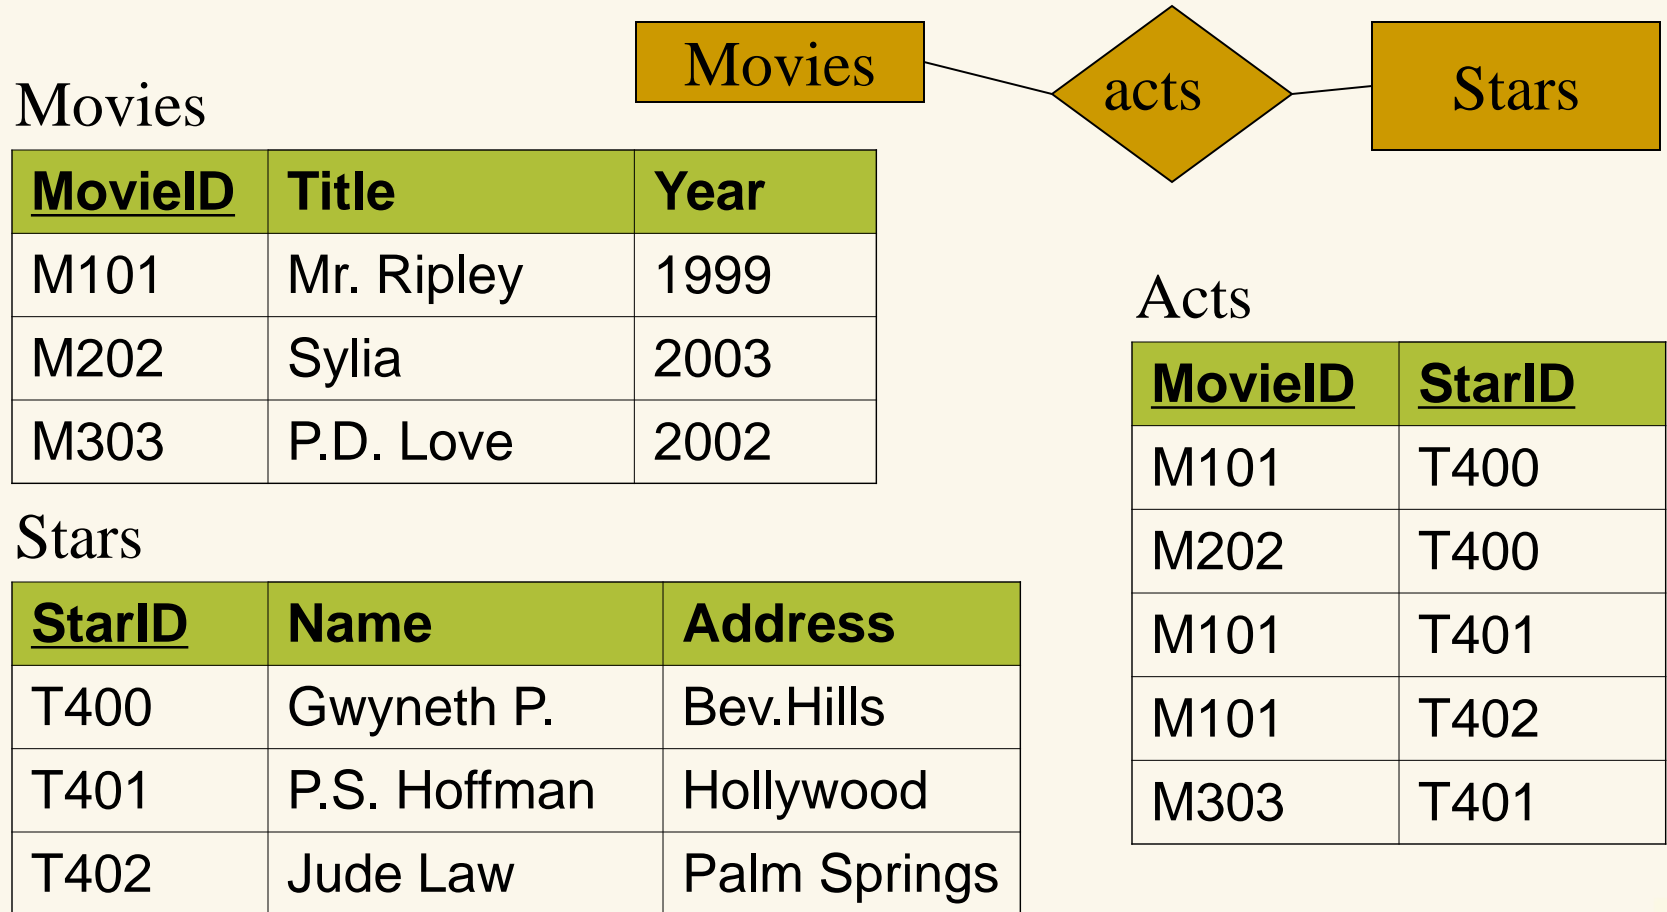 Movies acts Stars
Movies
MovieID Title Year
M101 Mr. Ripley 1999
M202 Sylia 2003
M303 P.D. Love 2002
Stars
StarID Name Address
T400 Gwyneth P. Bev.Hills
T401 P.S. Hoffman Hollywood
T402 Jude Law Palm Springs
Acts
MovieID StarID
M101 T400
M202 T400
M101 T401
M101 T402
M303 T401